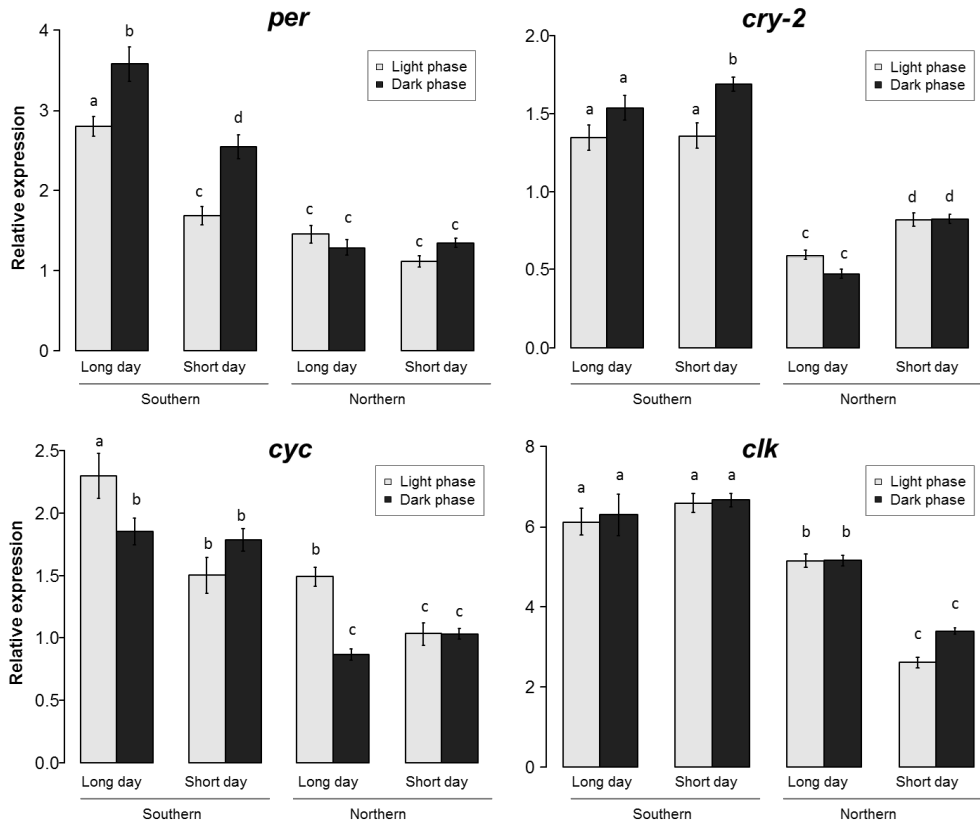 per
4
3
2
1
0
Relative expression
Light phase
Dark phase
a
b
c
d
c
c
c
c
Long day
Short day
Long day
Short day
Southern
Northern
cry-2
2.0
1.5
1.0
0.5
0.0
Light phase
Dark phase
a
a
a
b
c
c
d
d
Long day
Short day
Long day
Short day
Southern
Northern
cyc
2.5
2.0
1.5
1.0
0.5
0.0
Relative expression
Light phase
Dark phase
a
b
b
b
b
c
c
c
Long day
Short day
Long day
Short day
Southern
Northern
clk
8
6
4
2
0
Light phase
Dark phase
a
a
a
a
b
b
c
c
Long day
Short day
Long day
Short day
Southern
Northern